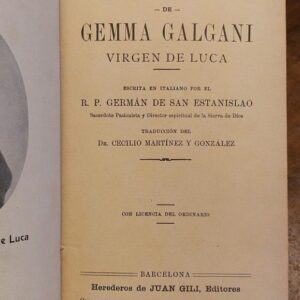 — DE —
GEMMA GALGANI
VIRGEN DE LUCA
ESCRITA EN ITALIANO POR EL
R. P. GERMÁN DE SAN ESTANISLAO
Sacerdote Pasionista y Director espiritual de la Sierva de Dios
TRADUCCIÓN DEL
DR. CECILIO MARTÍNEZ Y GONZÁLEZ
CON LICENCIA DEL ORDINARIO
BARCELONA
Herederos de JUAN GILI, Editores
e Luca